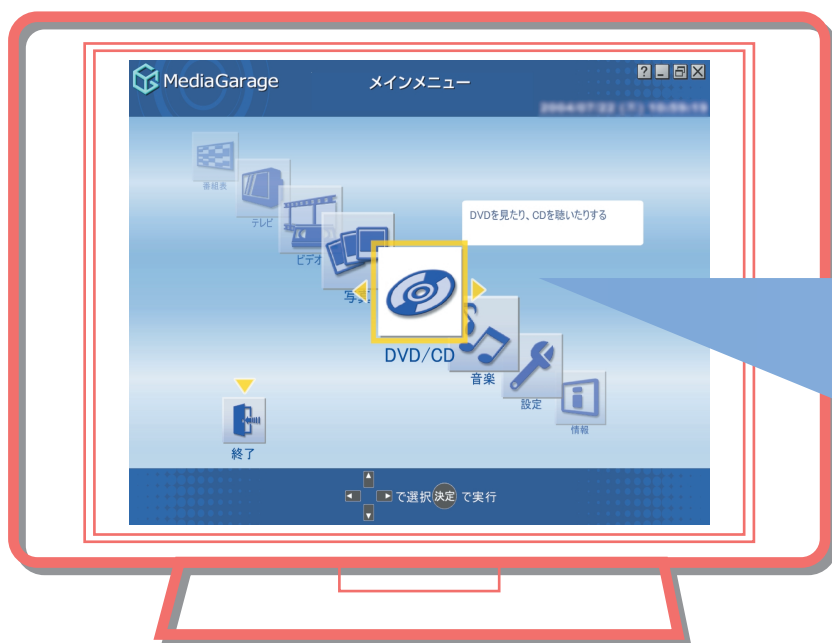 MediaGarage
メインメニュー
番組表
テレビ
ビデオ
DVDを見たり、CDを聴いたりする
DVD/CD
音楽
設定
情報
終了
で選択 決定 で実行